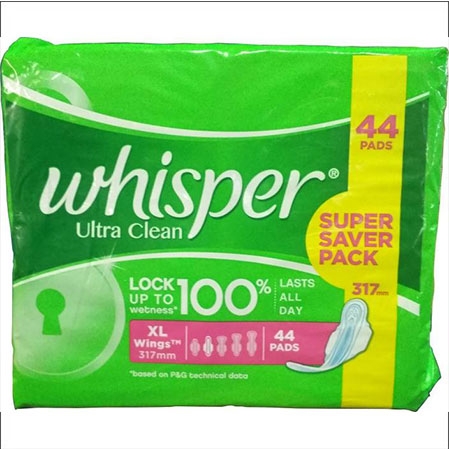 44
PADS
whisper®
Ultra Clean
SUPER
SAVER
PACK
317mm
LOCK
UP TO
wetness*
100%
LASTS
ALL
DAY
XL
Wings™
317mm
44
PADS
*based on P&G technical data